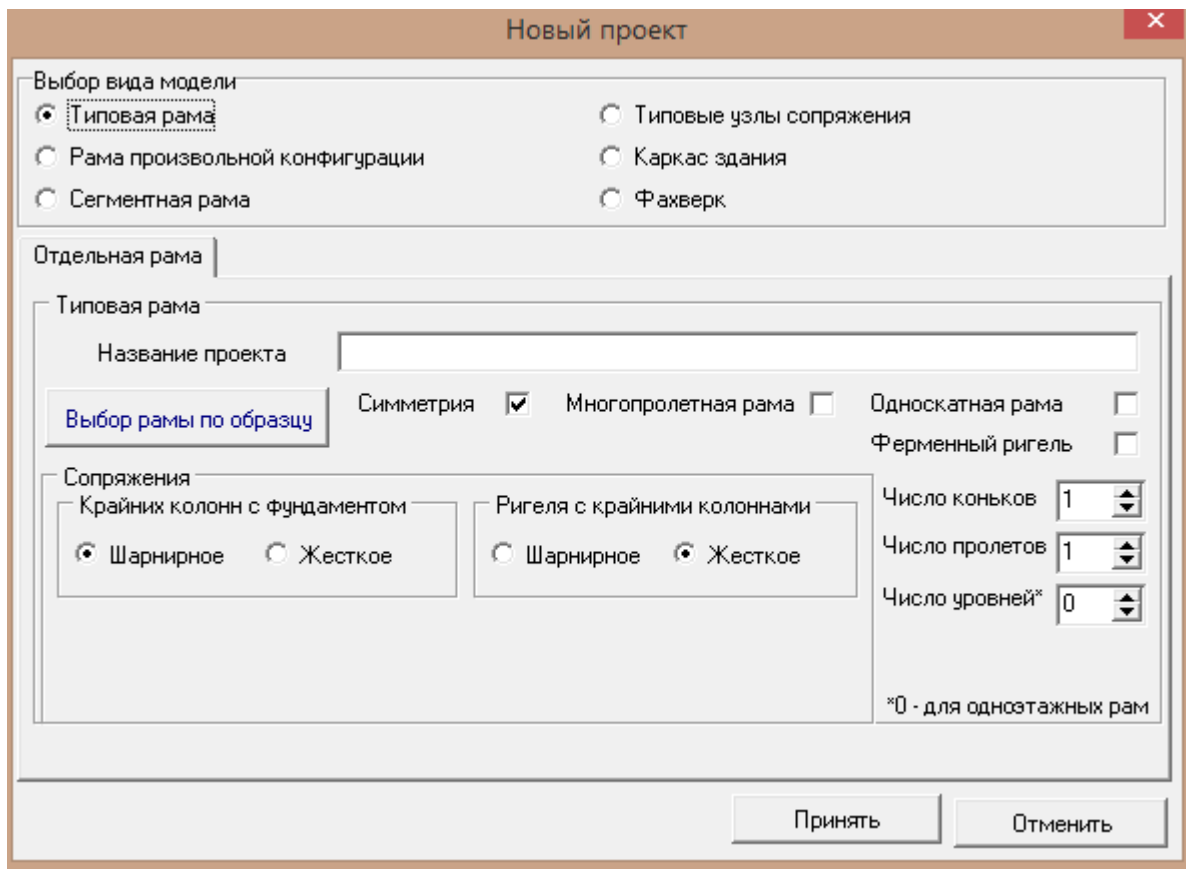 Новый проект
Выбор вида модели
Типовая рама
Типовые узлы сопряжения
Рама произвольной конфигурации
Каркас здания
Сегментная рама
Фахверк
Отдельная рама
Типовая рама
Название проекта
Выбор рамы по образцу
Симметрия
Многопролетная рама
Односкатная рама
Ферменный ригель
Сопряжения
Крайних колонн с фундаментом
Шарнирное
Жесткое
Ригеля с крайними колоннами
Шарнирное
Жесткое
Число коньков 1
Число пролетов 1
Число уровней* 0
*0 - для одноэтажных рам
Принять
Отменить